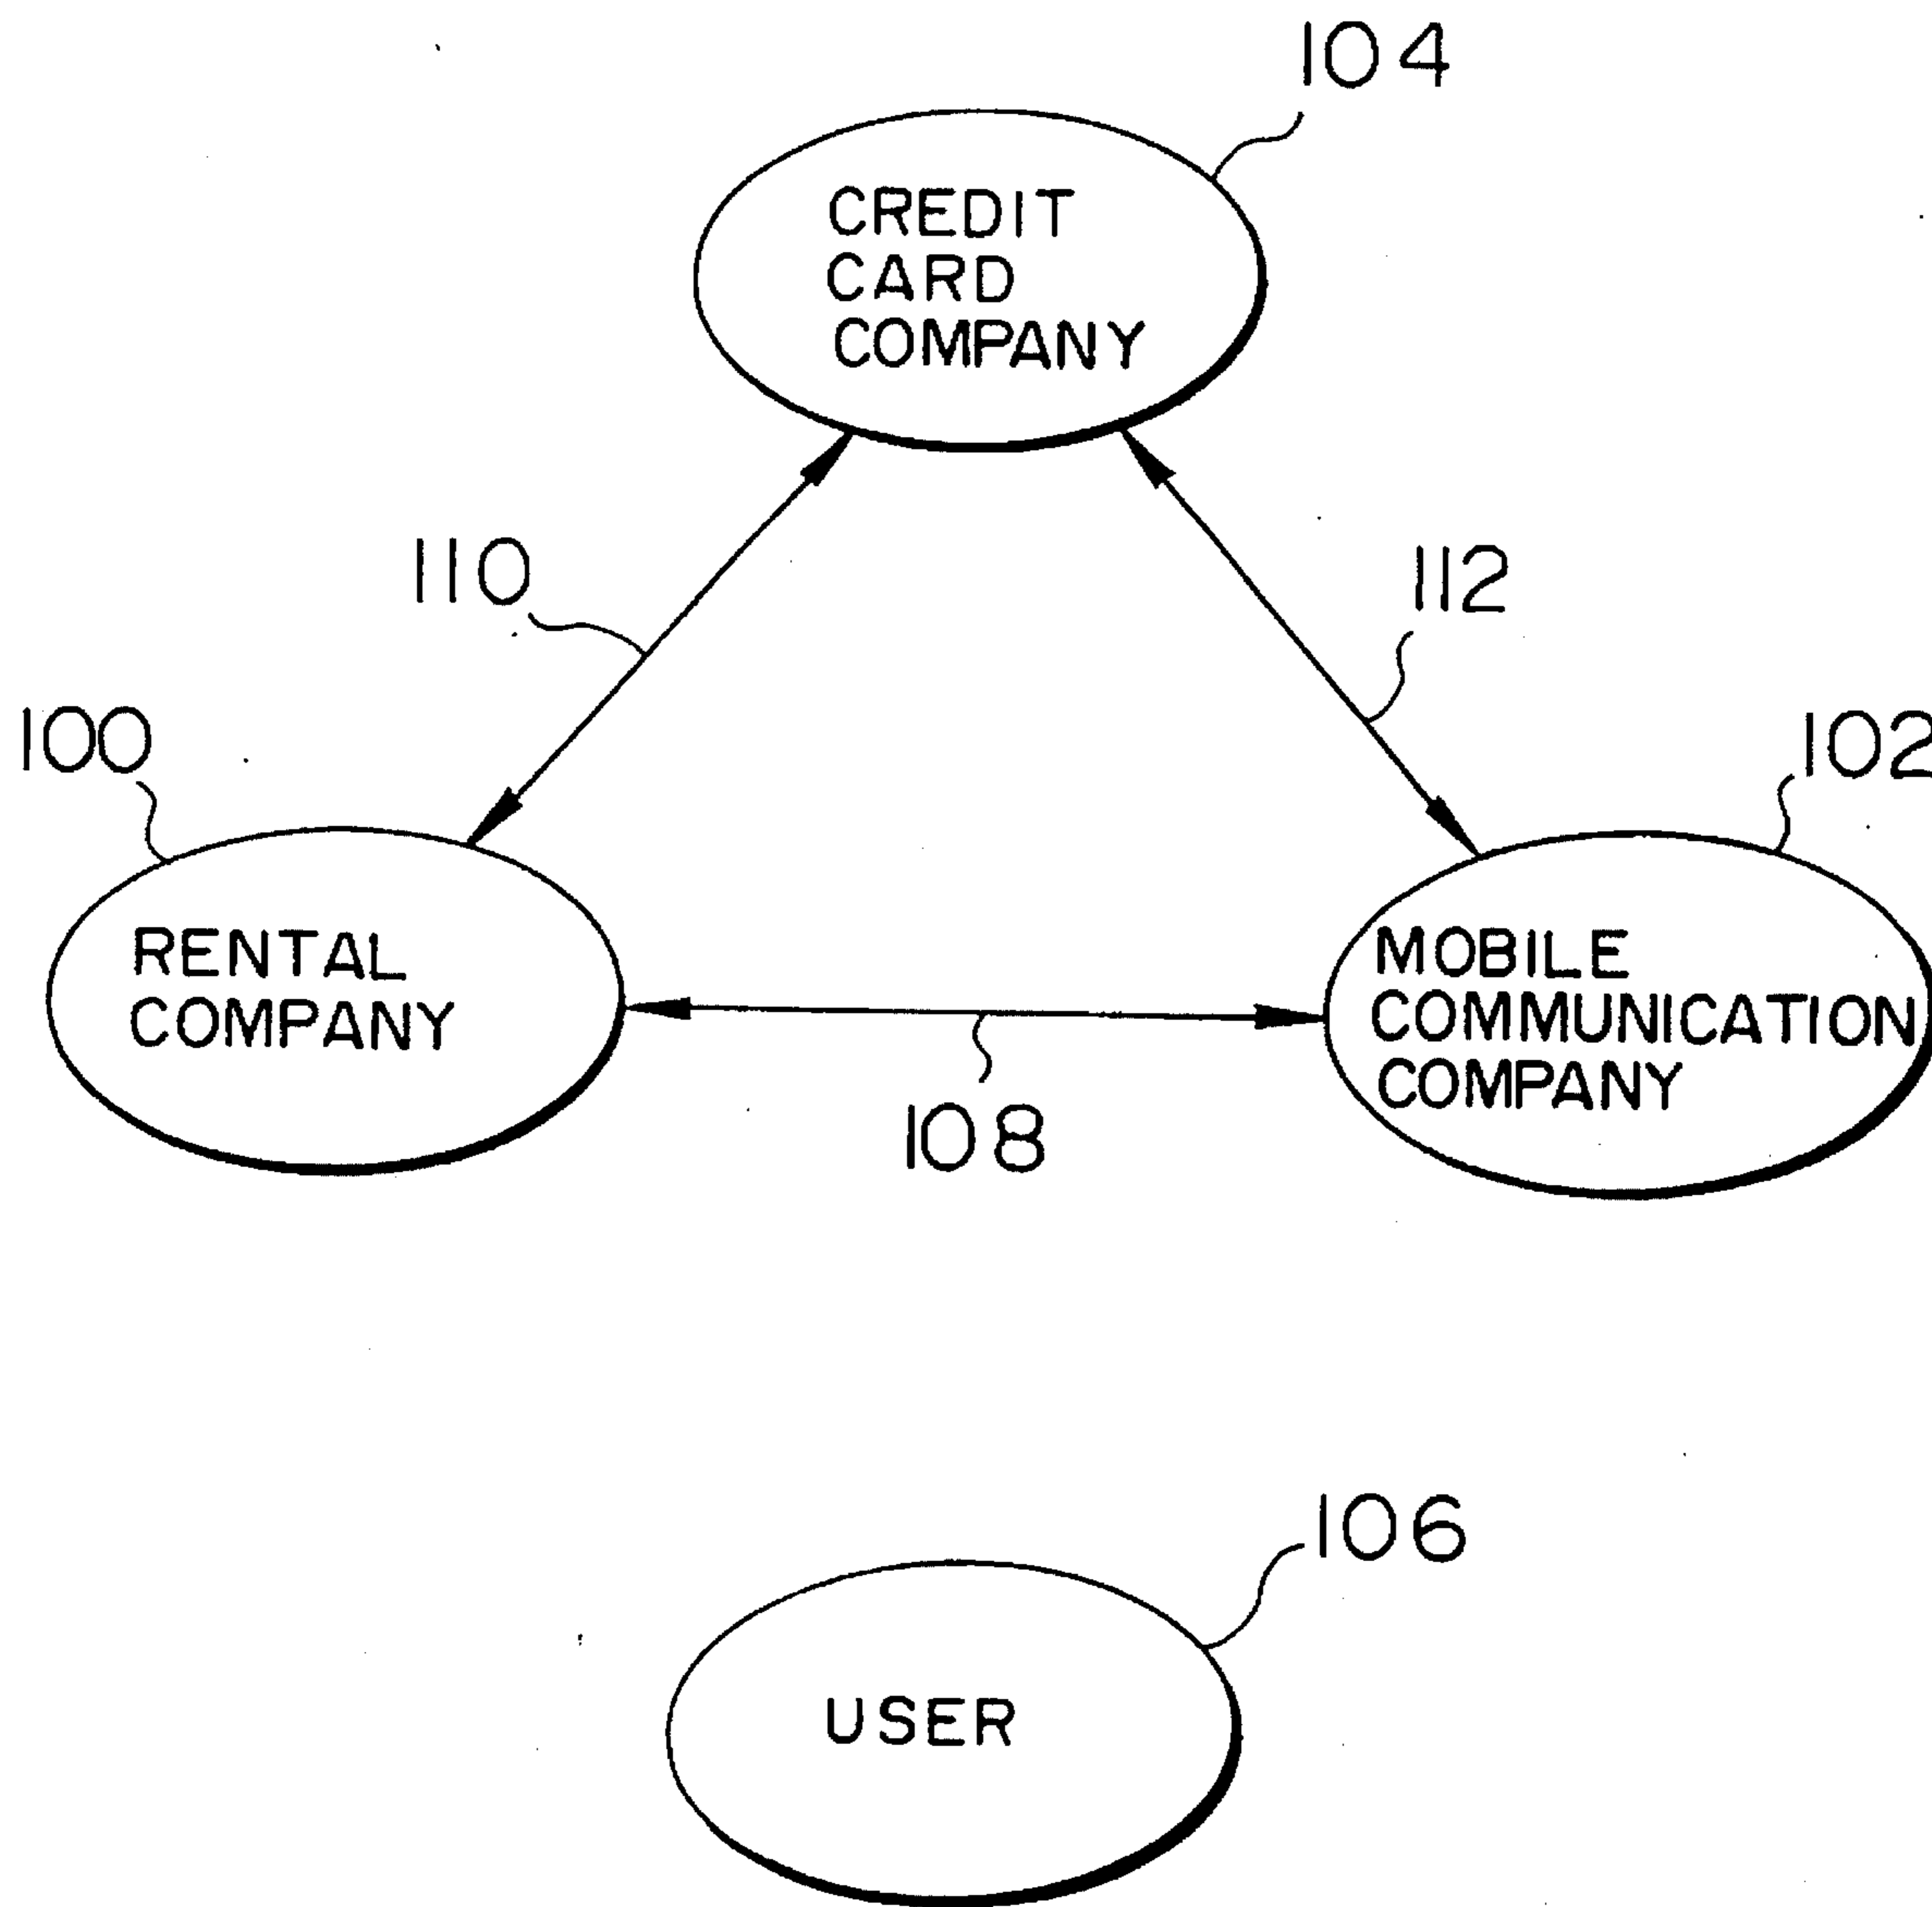 104
CREDIT
CARD
COMPANY
110
112
100
102
RENTAL
COMPANY
MOBILE
COMMUNICATION
COMPANY
108
106
USER